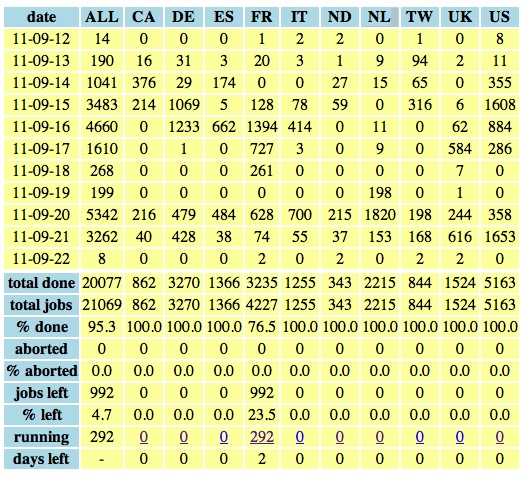 date ALL CA DE ES FR IT ND NL TW UK US
11-09-12 14 0 0 0 1 2 2 0 1 0 8
11-09-13 190 16 31 3 20 3 1 9 94 2 11
11-09-14 1041 376 29 174 0 0 27 15 65 0 355
11-09-15 3483 214 1069 5 128 78 59 0 316 6 1608
11-09-16 4660 0 1233 662 1394 414 0 11 0 62 884
11-09-17 1610 0 1 0 727 3 0 9 0 584 286
11-09-18 268 0 0 0 261 0 0 0 0 7 0
11-09-19 199 0 0 0 0 0 0 198 0 1 0
11-09-20 5342 216 479 484 628 700 215 1820 198 244 358
11-09-21 3262 40 428 38 74 55 37 153 168 616 1653
11-09-22 8 0 0 0 2 0 2 0 2 2 0
total done 20077 862 3270 1366 3235 1255 343 2215 844 1524 5163
total jobs 21069 862 3270 1366 4227 1255 343 2215 844 1524 5163
% done 95.3 100.0 100.0 100.0 76.5 100.0 100.0 100.0 100.0 100.0 100.0
aborted 0 0 0 0 0 0 0 0 0 0 0
% aborted 0.0 0.0 0.0 0.0 0.0 0.0 0.0 0.0 0.0 0.0 0.0
jobs left 992 0 0 0 992 0 0 0 0 0 0
% left 4.7 0.0 0.0 0.0 23.5 0.0 0.0 0.0 0.0 0.0 0.0
running 292 0 0 0 292 0 0 0 0 0 0
days left - 0 0 0 2 0 0 0 0 0 0